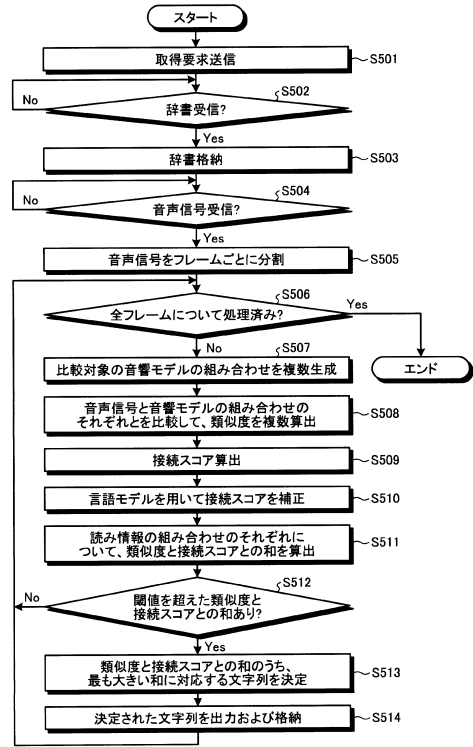 スタート
取得要求送信
S501
S502
辞書受信?
No
Yes
辞書格納
S503
S504
音声信号受信?
No
Yes
音声信号をフレームごとに分割
S505
S506
全フレームについて処理済み?
Yes
No
エンド
S507
比較対象の音響モデルの組み合わせを複数生成
音声信号と音響モデルの組み合わせの
それぞれとを比較して、類似度を複数算出
S508
接続スコア算出
S509
言語モデルを用いて接続スコアを補正
S510
読み情報の組み合わせのそれぞれに
ついて、類似度と接続スコアとの和を算出
S511
S512
閾値を超えた類似度と
接続スコアとの和あり?
No
Yes
類似度と接続スコアとの和のうち、
最も大きい和に対応する文字列を決定
S513
決定された文字列を出力および格納
S514